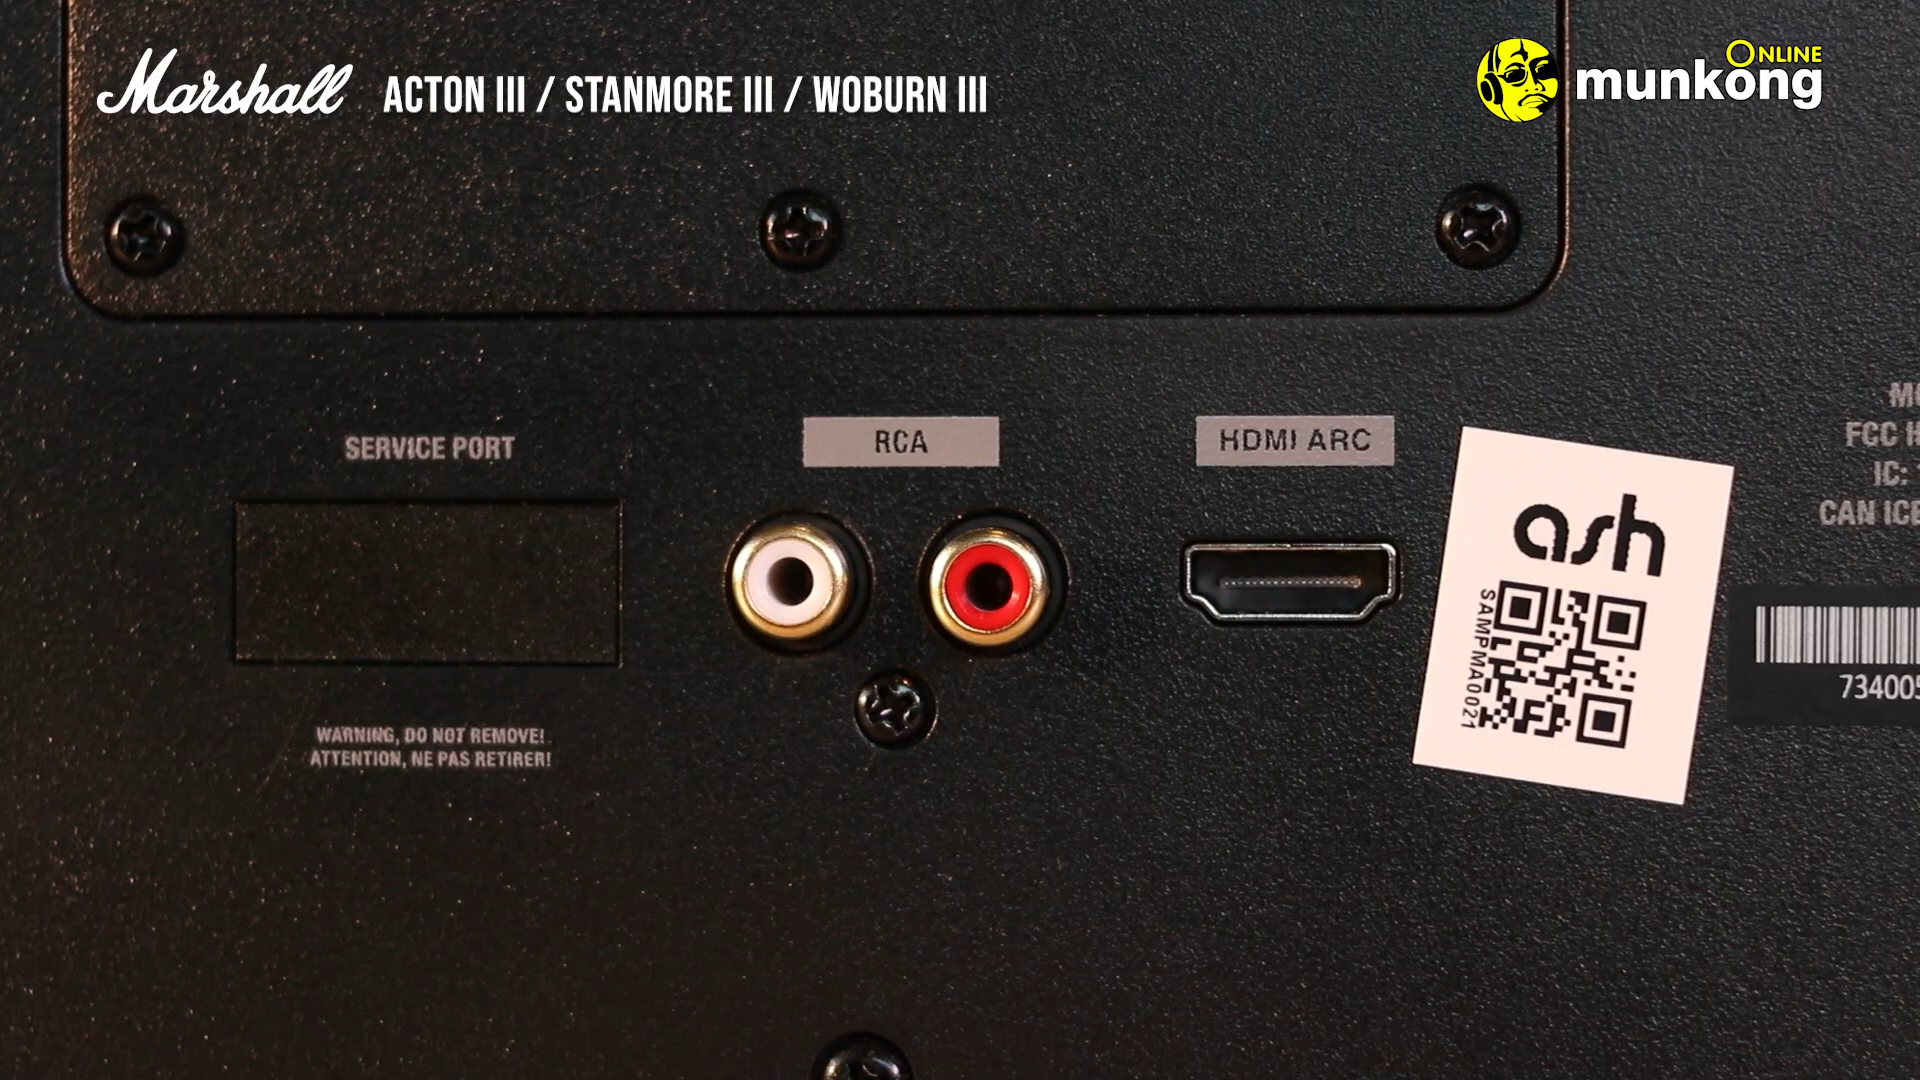 Marshall ACTON III / STANMORE III / WOBURN III
ONLINE
munkong
SERVICE PORT
RCA
HDMI ARC
ash
SAMPMA0021
WARNING, DO NOT REMOVE!
ATTENTION, NE PAS RETIRER!
FCC
IC:
CAN ICE
734005